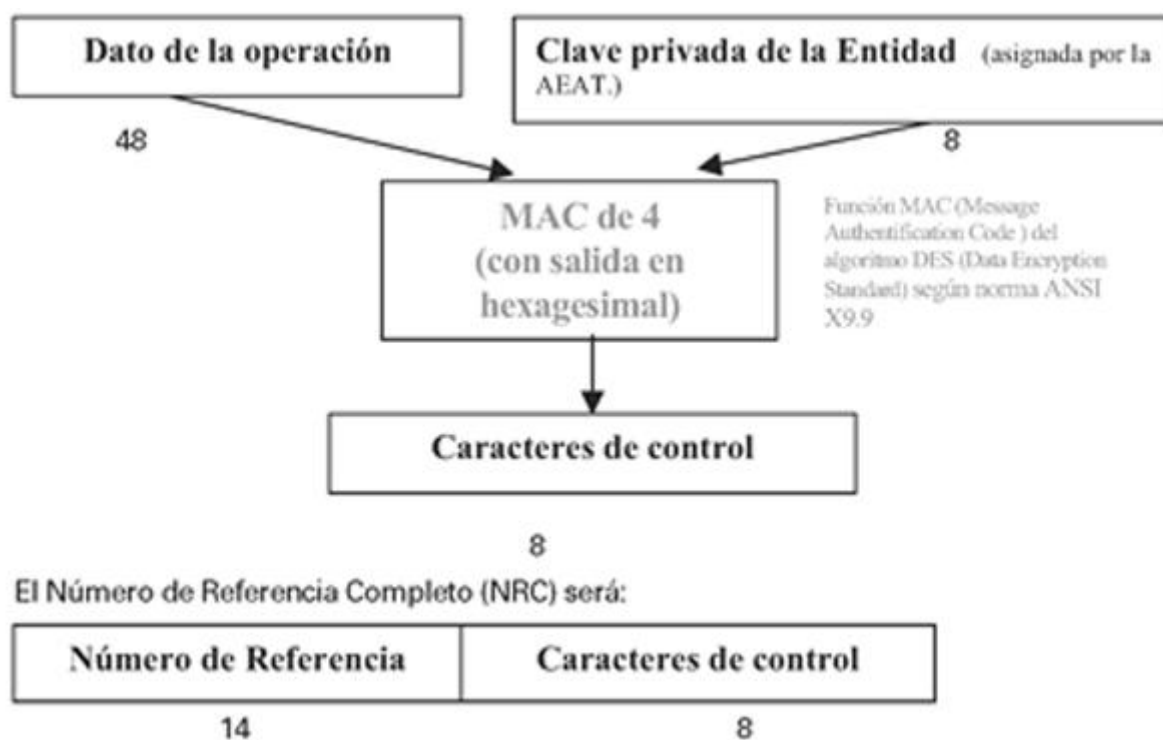 Dato de la operación
Clave privada de la Entidad (asignada por la
AEAT.)
48
8
MAC de 4
(con salida en
hexagesimal)
Función MAC (Message
Authentification Code ) del
algoritmo DES (Data Encryption
Standard) según norma ANSI
X9.9
Caracteres de control
8
El Número de Referencia Completo (NRC) será:
Número de Referencia
Caracteres de control
14
8